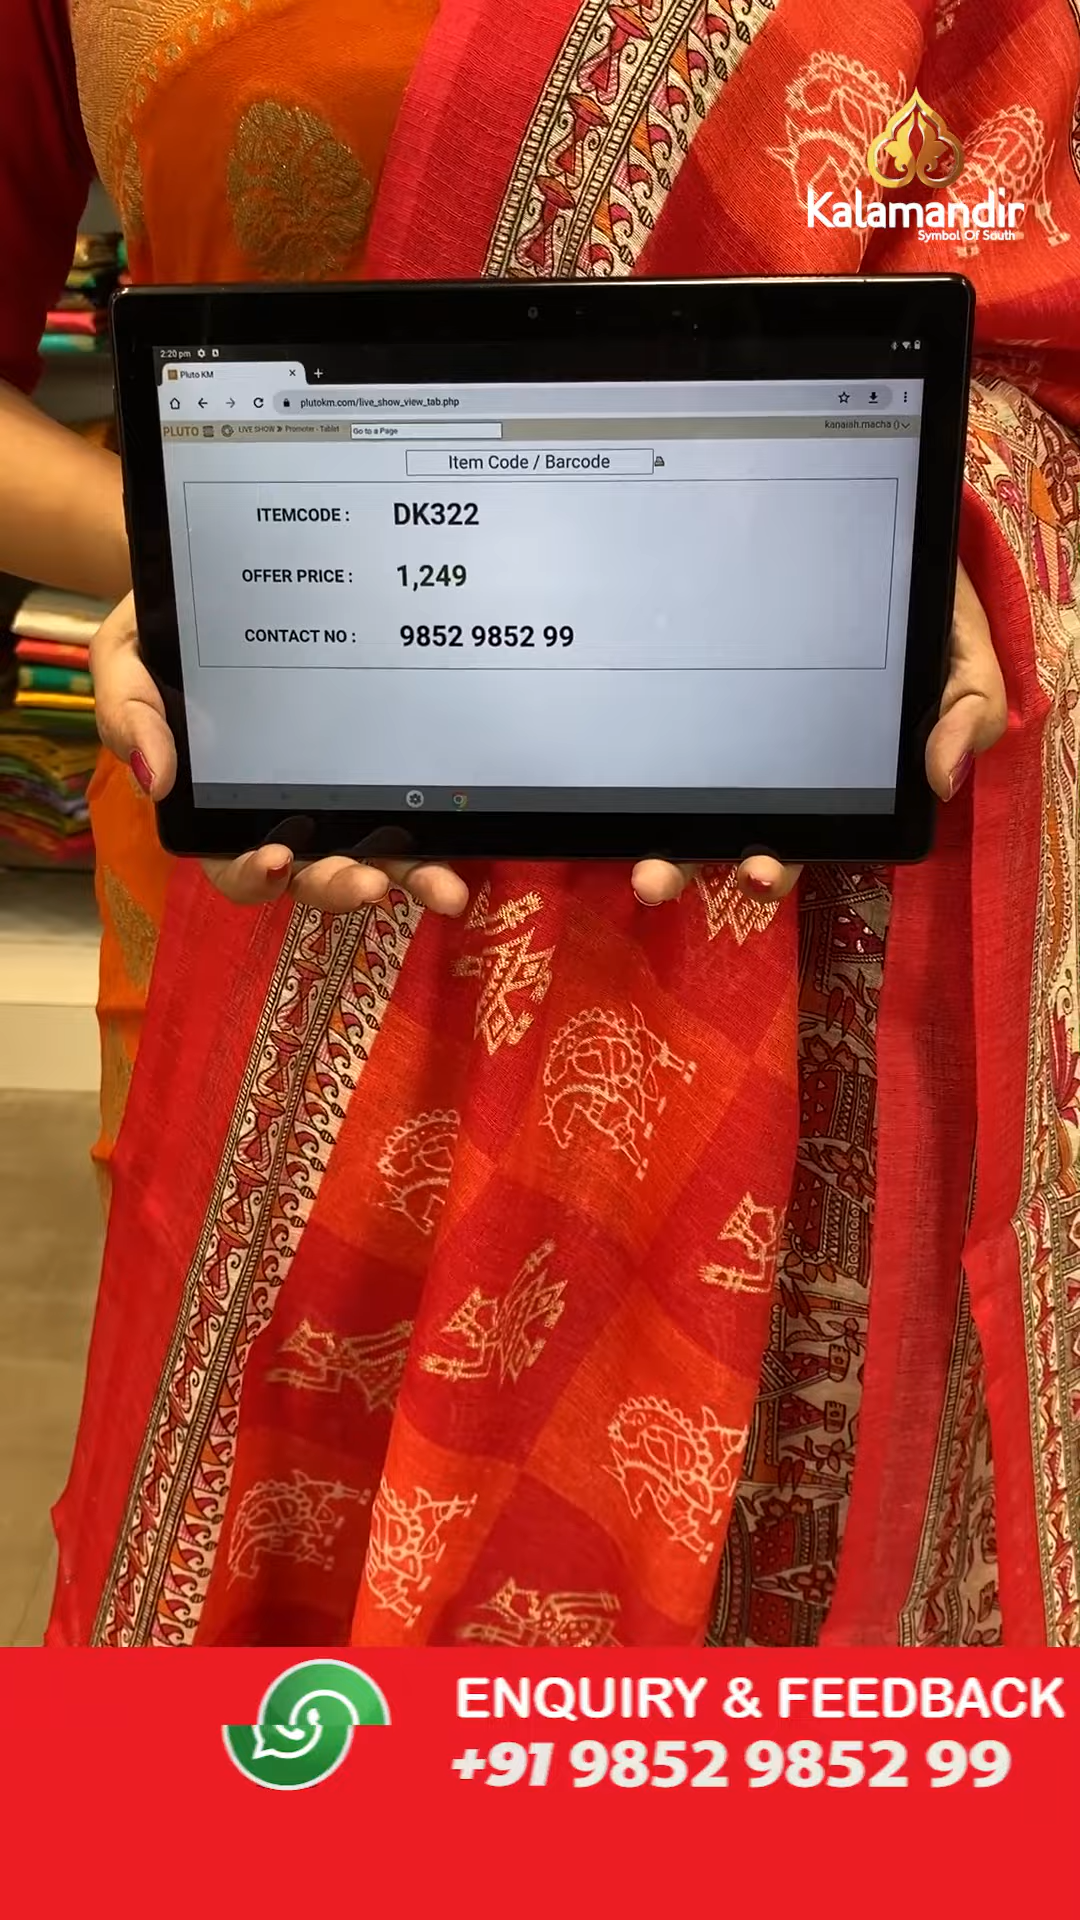 Kalamandir
Symbol Of South
2:20 pm
Pluto KM
plutokm.com/live_show_view_tab.php
PLUTO
LIVE SHOW » Promoter - Tablet
Go to a Page
kanaiah.macha ()
Item Code / Barcode
ITEMCODE : DK322
OFFER PRICE : 1,249
CONTACT NO : 9852 9852 99
ENQUIRY & FEEDBACK
+91 9852 9852 99